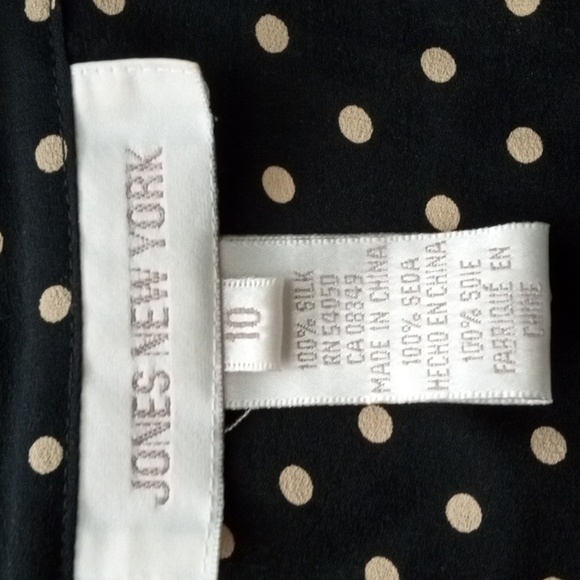 JONES NEW YORK
10
100% SILK
RN 54050
CA 08349
MADE IN CHINA
100% SEDA
HECHO EN CHINA
100% SOIE
FABRIQUÉ EN
CHINE